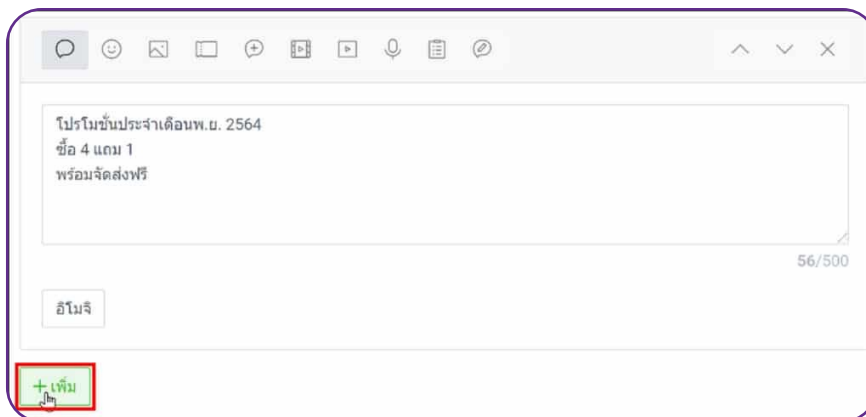 โปรโมชั่นประจำเดือนพ.ย. 2564
ซื้อ 4 แถม 1
พร้อมจัดส่งฟรี
56/500
อิโมจิ
+ เพิ่ม